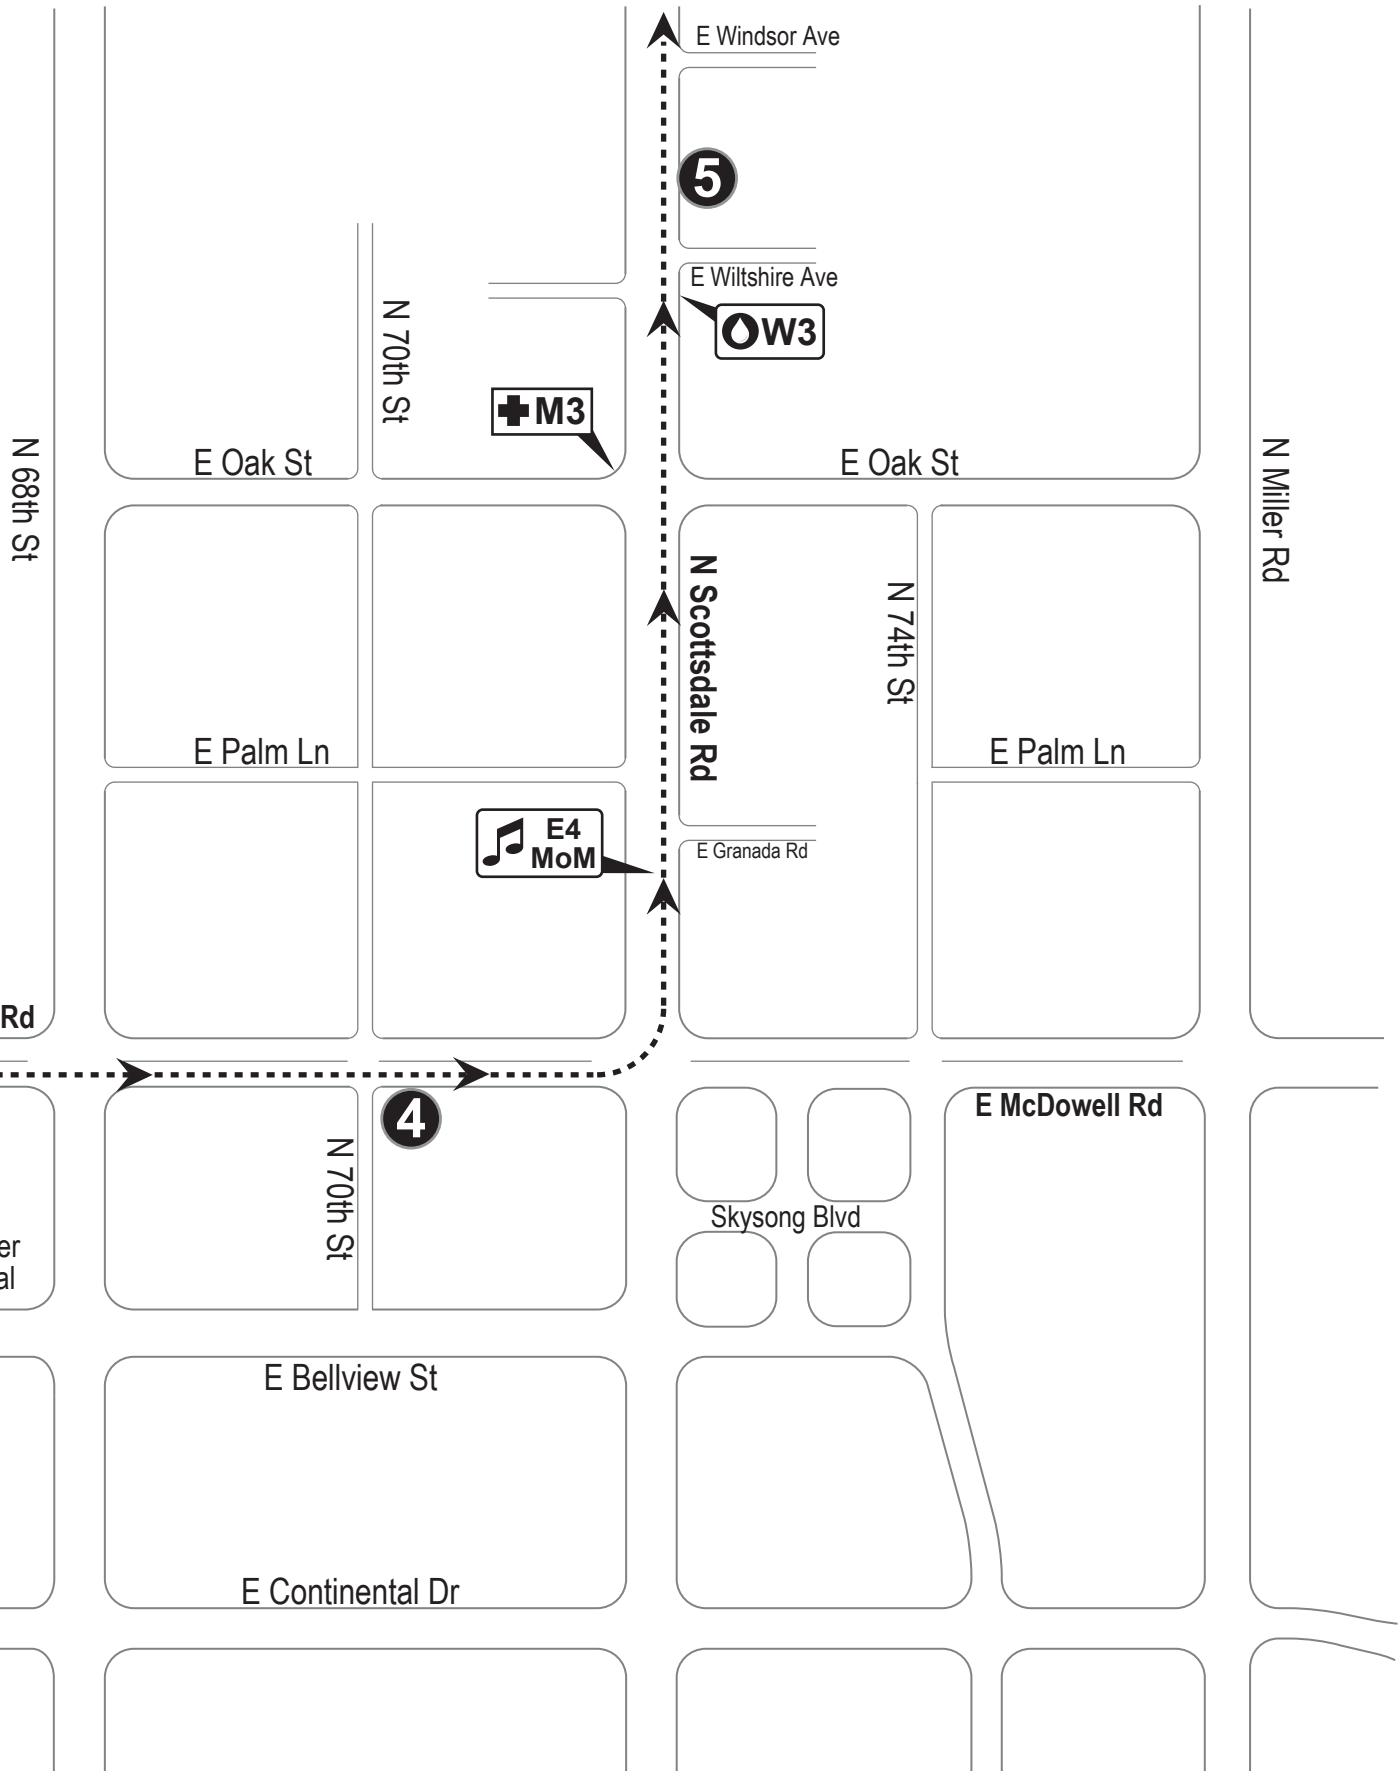 E Windsor Ave
5
E Wiltshire Ave
W3
N 70th St
M3
E Oak St
E Oak St
N 68th St
N Miller Rd
N Scottsdale Rd
N 74th St
E Palm Ln
E Palm Ln
E4
MoM
E Granada Rd
Rd
4
E McDowell Rd
N 70th St
Skysong Blvd
er
al
E Bellview St
E Continental Dr